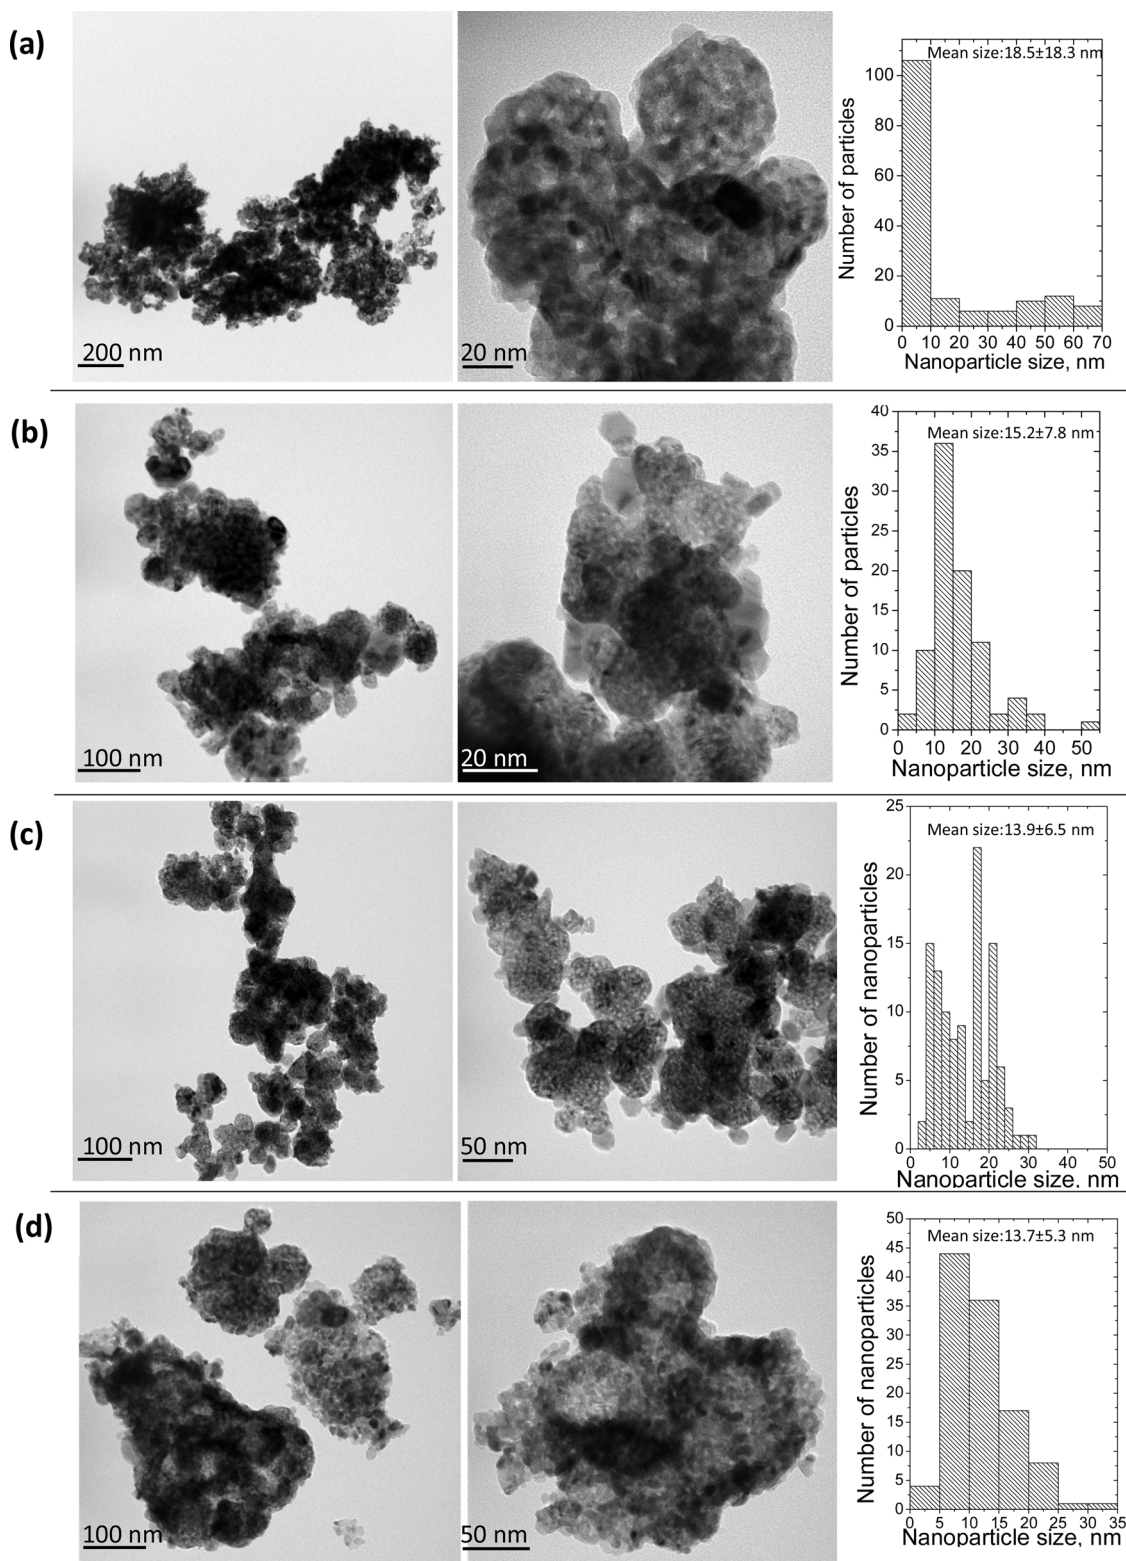 (a)
200 nm
20 nm
Mean size:18.5±18.3 nm
Number of particles
100
80
60
40
20
0
0 10 20 30 40 50 60 70
Nanoparticle size, nm
(b)
100 nm
20 nm
Mean size:15.2±7.8 nm
Number of particles
40
35
30
25
20
15
10
5
0
0 10 20 30 40 50
Nanoparticle size, nm
(c)
100 nm
50 nm
Mean size:13.9±6.5 nm
Number of nanoparticles
25
20
15
10
5
0
0 10 20 30 40 50
Nanoparticle size, nm
(d)
100 nm
50 nm
Mean size:13.7±5.3 nm
Number of nanoparticles
50
45
40
35
30
25
20
15
10
5
0
0 5 10 15 20 25 30 35
Nanoparticle size, nm